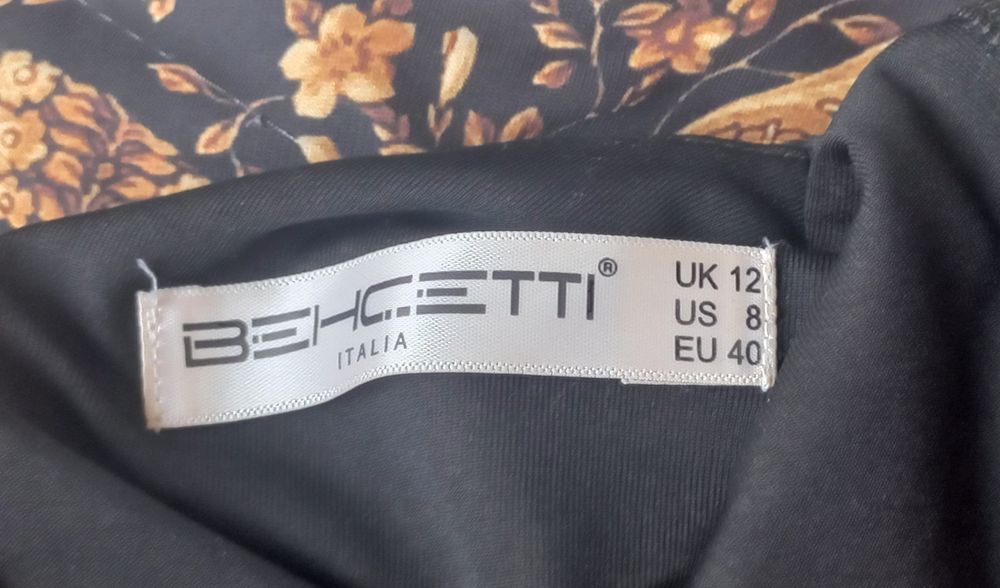 BEHCETTI®
ITALIA
UK 12
US 8
EU 40